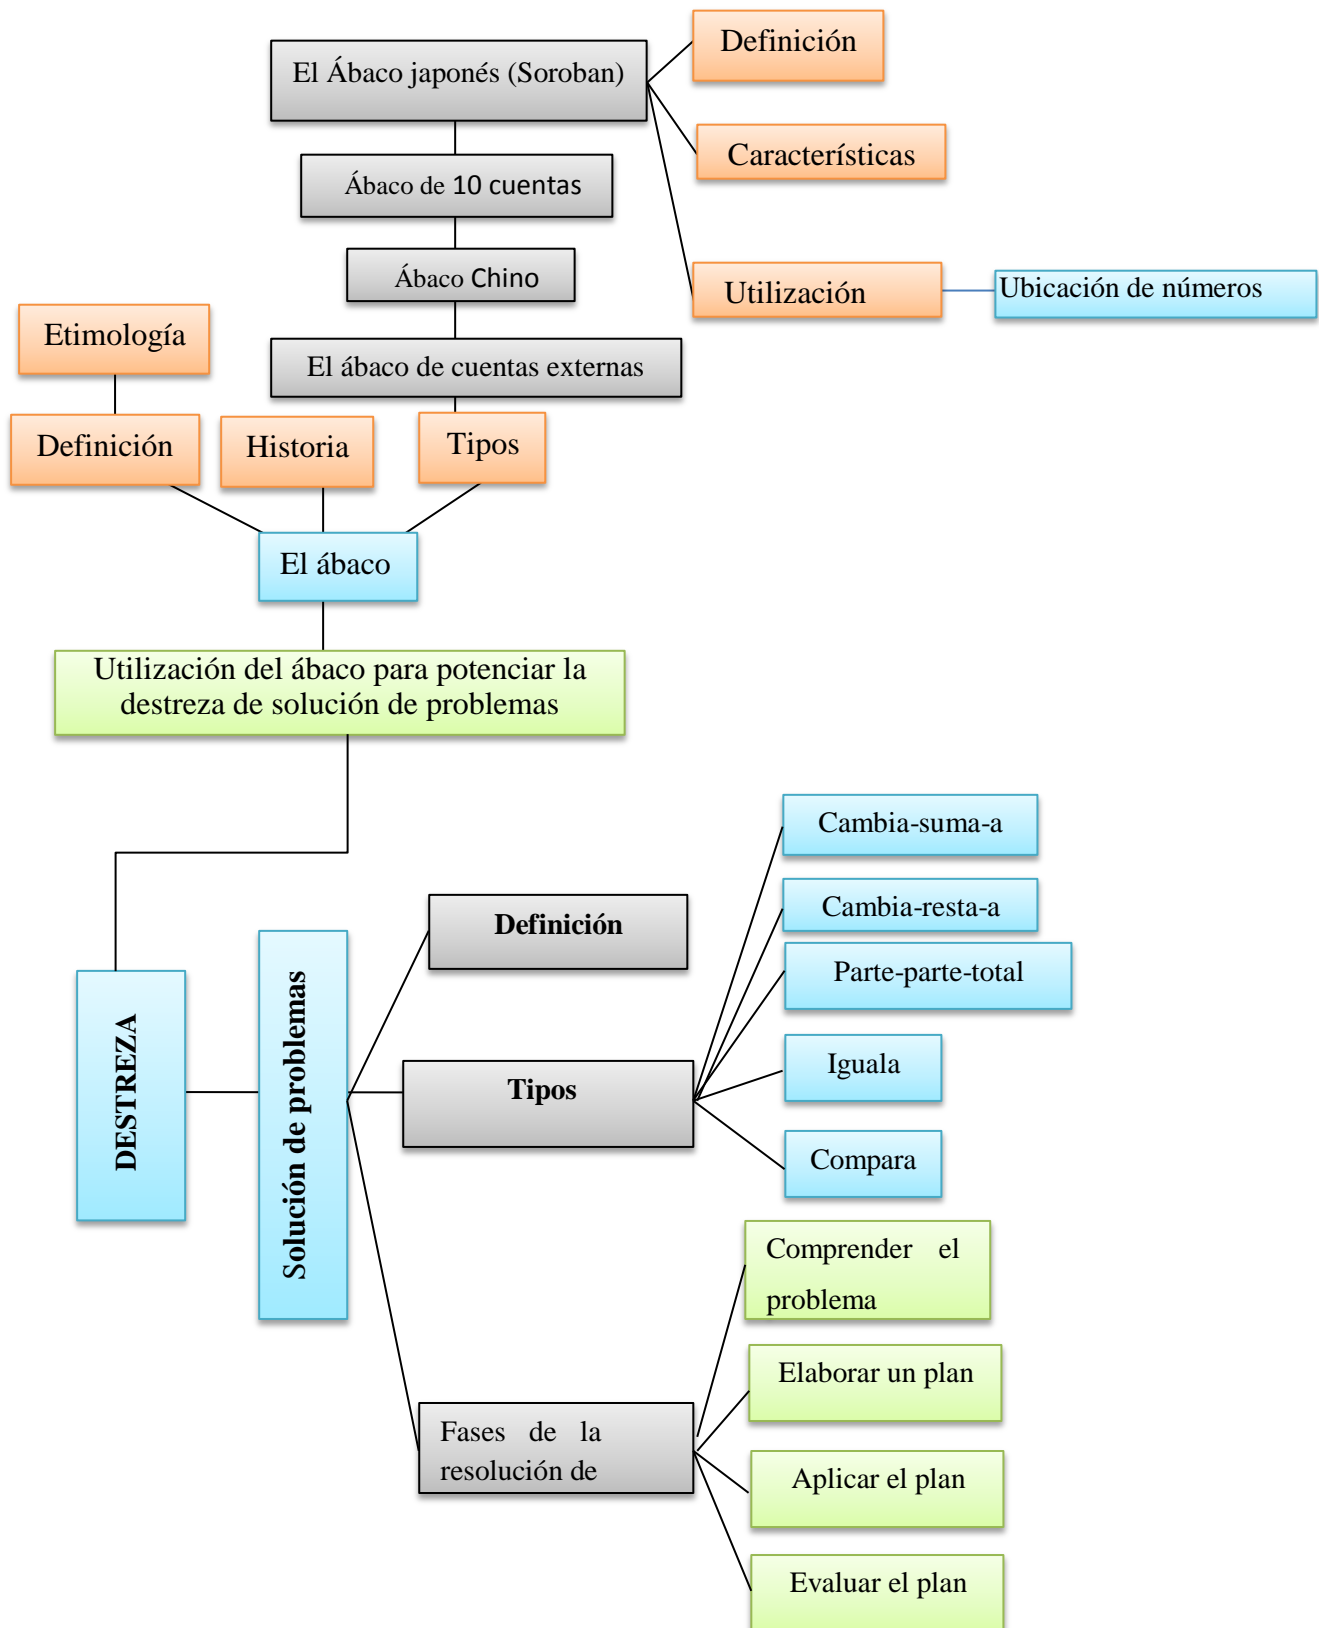 Definición
El Ábaco japonés (Soroban)
Características
Ábaco de 10 cuentas
Ábaco Chino
Utilización
Ubicación de números
Etimología
El ábaco de cuentas externas
Definición
Historia
Tipos
El ábaco
Utilización del ábaco para potenciar la
destreza de solución de problemas
Cambia-suma-a
Cambia-resta-a
Definición
Parte-parte-total
DESTREZA
Solución de problemas
Tipos
Iguala
Compara
Comprender el
problema
Elaborar un plan
Fases de la
resolución de
Aplicar el plan
Evaluar el plan